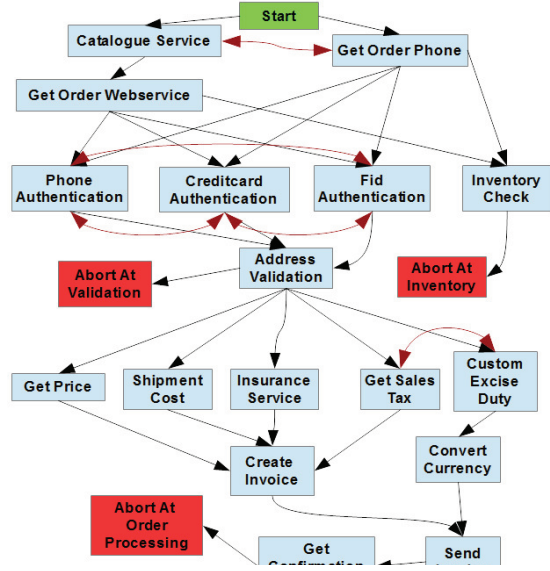 Start
Catalogue Service
Get Order Phone
Get Order Webservice
Phone
Authentication
Creditcard
Authentication
Fid
Authentication
Inventory
Check
Address
Validation
Abort At
Validation
Abort At
Inventory
Get Price
Shipment
Cost
Insurance
Service
Get Sales
Tax
Custom
Excise
Duty
Create
Invoice
Convert
Currency
Abort At
Order
Processing
Get
Send